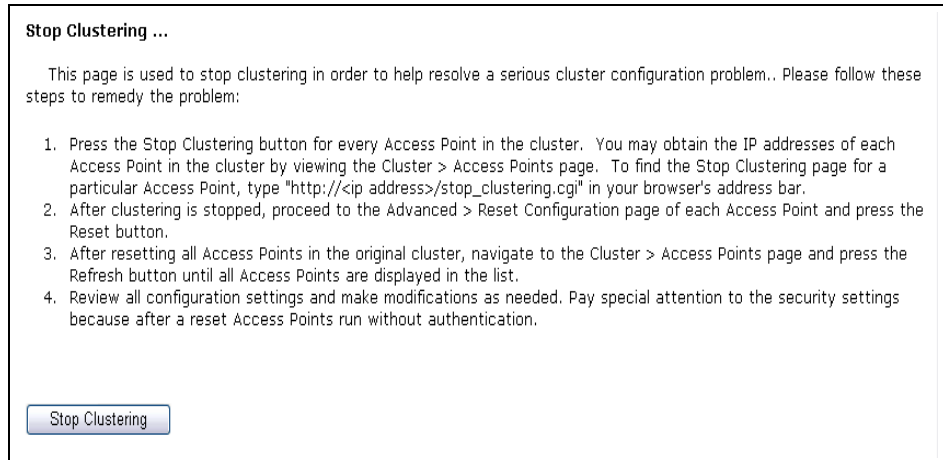 Stop Clustering ...
This page is used to stop clustering in order to help resolve a serious cluster configuration problem.. Please follow these
steps to remedy the problem:
1. Press the Stop Clustering button for every Access Point in the cluster. You may obtain the IP addresses of each
Access Point in the cluster by viewing the Cluster > Access Points page. To find the Stop Clustering page for a
particular Access Point, type "http://<ip address>/stop_clustering.cgi" in your browser's address bar.
2. After clustering is stopped, proceed to the Advanced > Reset Configuration page of each Access Point and press the
Reset button.
3. After resetting all Access Points in the original cluster, navigate to the Cluster > Access Points page and press the
Refresh button until all Access Points are displayed in the list.
4. Review all configuration settings and make modifications as needed. Pay special attention to the security settings
because after a reset Access Points run without authentication.
Stop Clustering